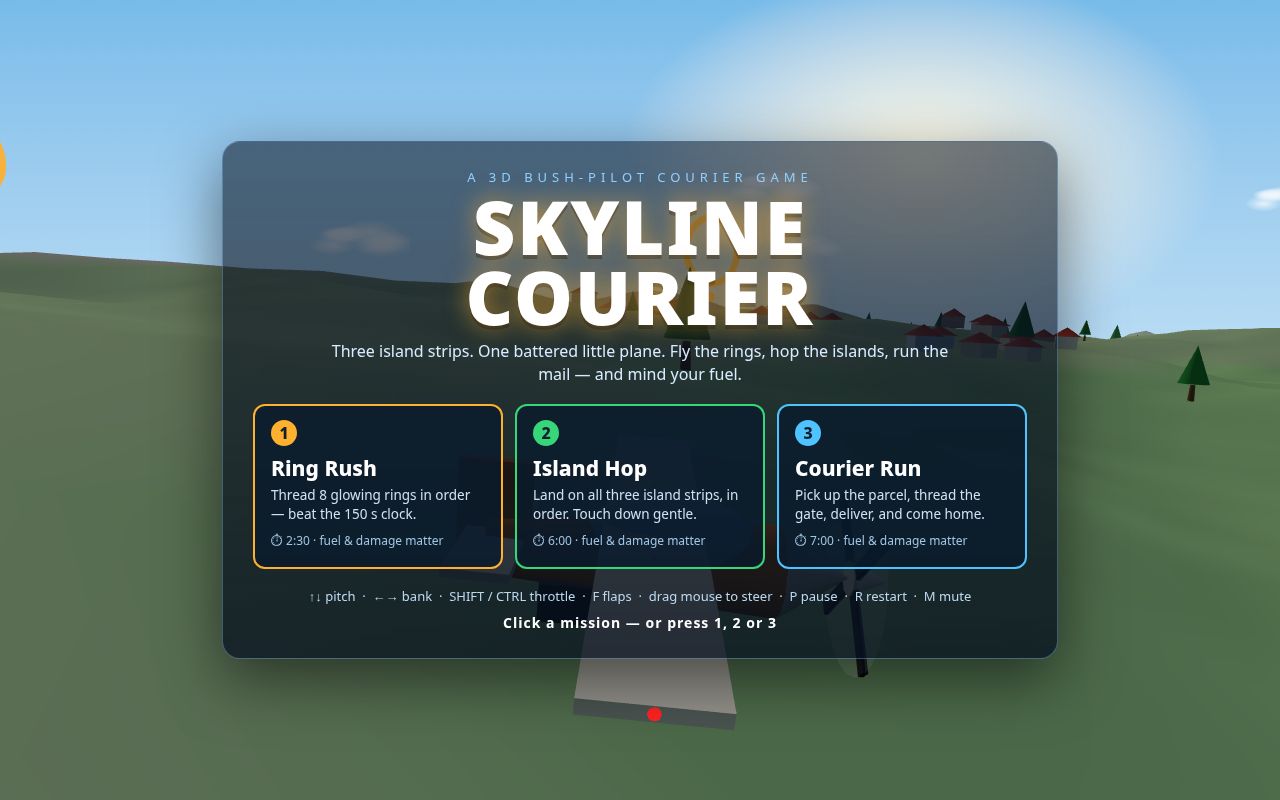 A 3D BUSH-PILOT COURIER GAME
SKYLINE
COURIER
Three island strips. One battered little plane. Fly the rings, hop the islands, run the
mail — and mind your fuel.
1
Ring Rush
Thread 8 glowing rings in order
— beat the 150 s clock.
⏱ 2:30 · fuel & damage matter
2
Island Hop
Land on all three island strips, in
order. Touch down gentle.
⏱ 6:00 · fuel & damage matter
3
Courier Run
Pick up the parcel, thread the
gate, deliver, and come home.
⏱ 7:00 · fuel & damage matter
↑↓ pitch · ←→ bank · SHIFT / CTRL throttle · F flaps · drag mouse to steer · P pause · R restart · M mute
Click a mission — or press 1, 2 or 3